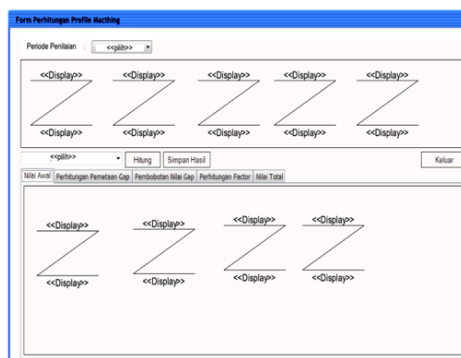 Form Perhitungan Profile Macthing
Periode Penilaian : <<pilih>>
<<Display>> <<Display>> <<Display>> <<Display>> <<Display>>
<<Display>> <<Display>> <<Display>> <<Display>> <<Display>>
<<pilih>> Hitung Simpan Hasil Keluar
Nilai Awal Perhitungan Pemetaan Gap Pembobotan Nilai Gap Perhitungan Factor Nilai Total
<<Display>> <<Display>> <<Display>> <<Display>>
<<Display>> <<Display>> <<Display>> <<Display>>